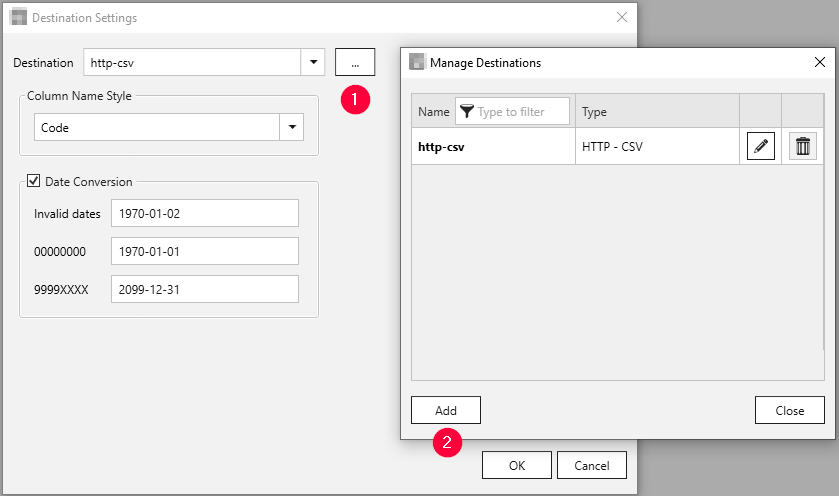 Destination Settings
Destination http-csv ...
1
Column Name Style
Code
Date Conversion
Invalid dates 1970-01-02
00000000 1970-01-01
9999XXXX 2099-12-31
OK Cancel
Manage Destinations
Name Type to filter Type
http-csv HTTP - CSV
Add Close
2